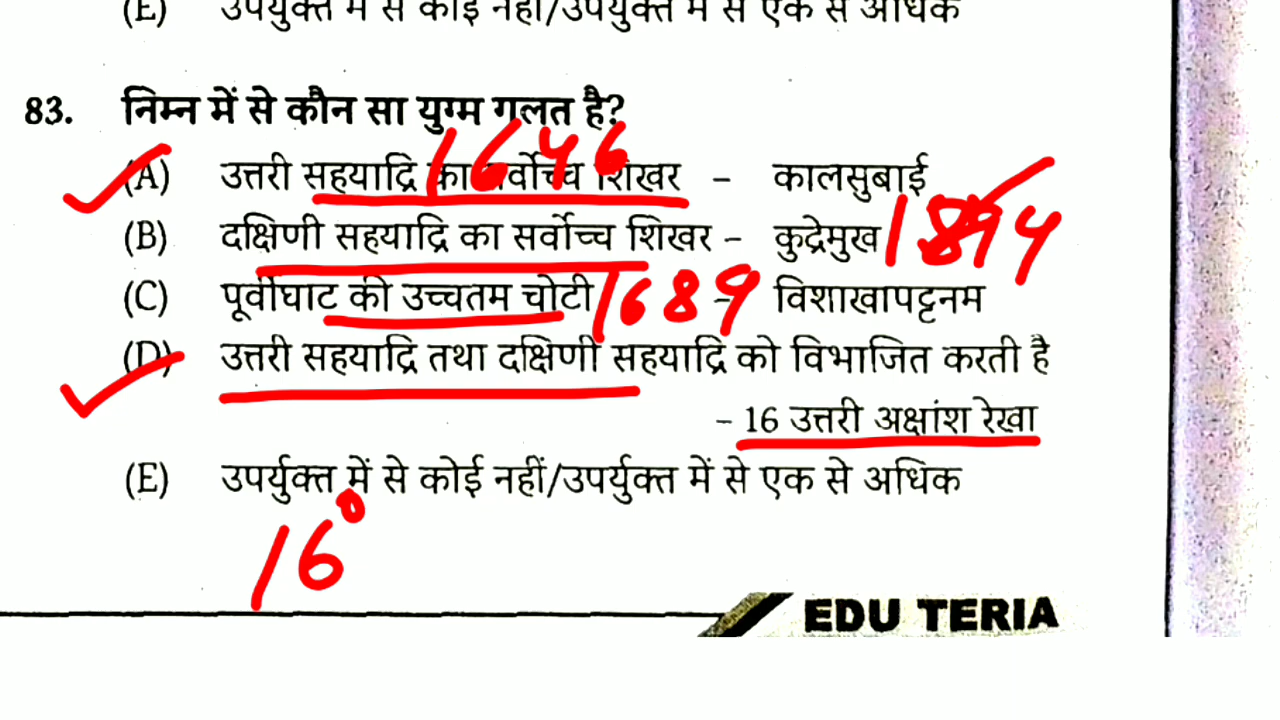 (E) उपर्युक्त में से कोई नहीं/उपर्युक्त में से एक से अधिक
83. निम्न में से कौन सा युग्म गलत है?
(A) उत्तरी सहयाद्रि का सर्वोच्च शिखर – कालसुबाई
1646
(B) दक्षिणी सहयाद्रि का सर्वोच्च शिखर – कुद्रेमुख
1894
(C) पूर्वीघाट की उच्चतम चोटी – विशाखापट्टनम
1689
(D) उत्तरी सहयाद्रि तथा दक्षिणी सहयाद्रि को विभाजित करती है
– 16 उत्तरी अक्षांश रेखा
(E) उपर्युक्त में से कोई नहीं/उपर्युक्त में से एक से अधिक
16°
EDU TERIA